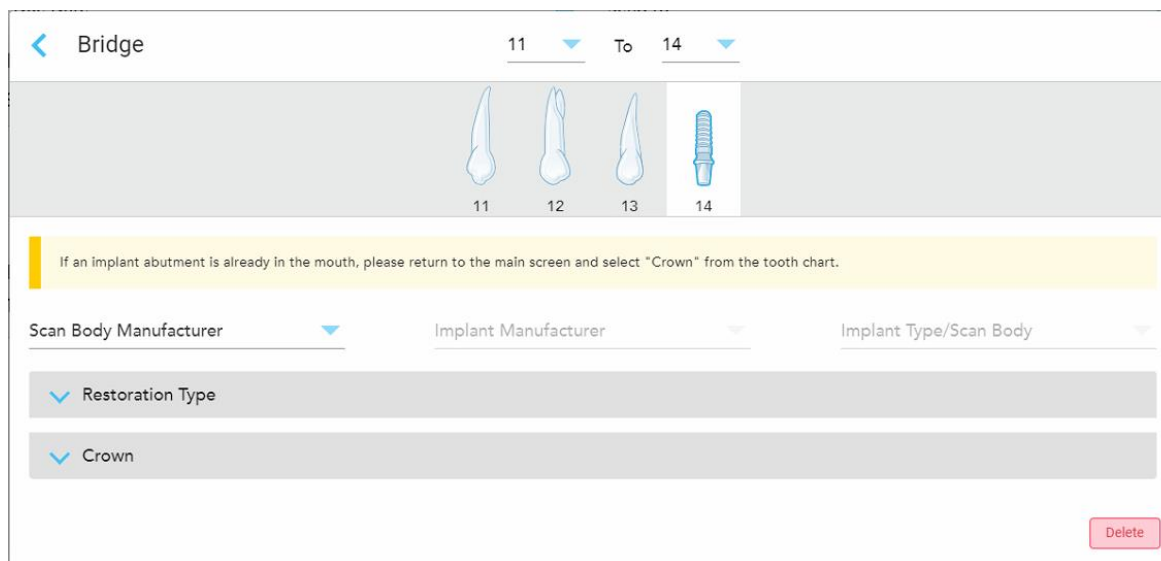 Bridge
11 To 14
11 12 13 14
If an implant abutment is already in the mouth, please return to the main screen and select "Crown" from the tooth chart.
Scan Body Manufacturer Implant Manufacturer Implant Type/Scan Body
Restoration Type
Crown
Delete